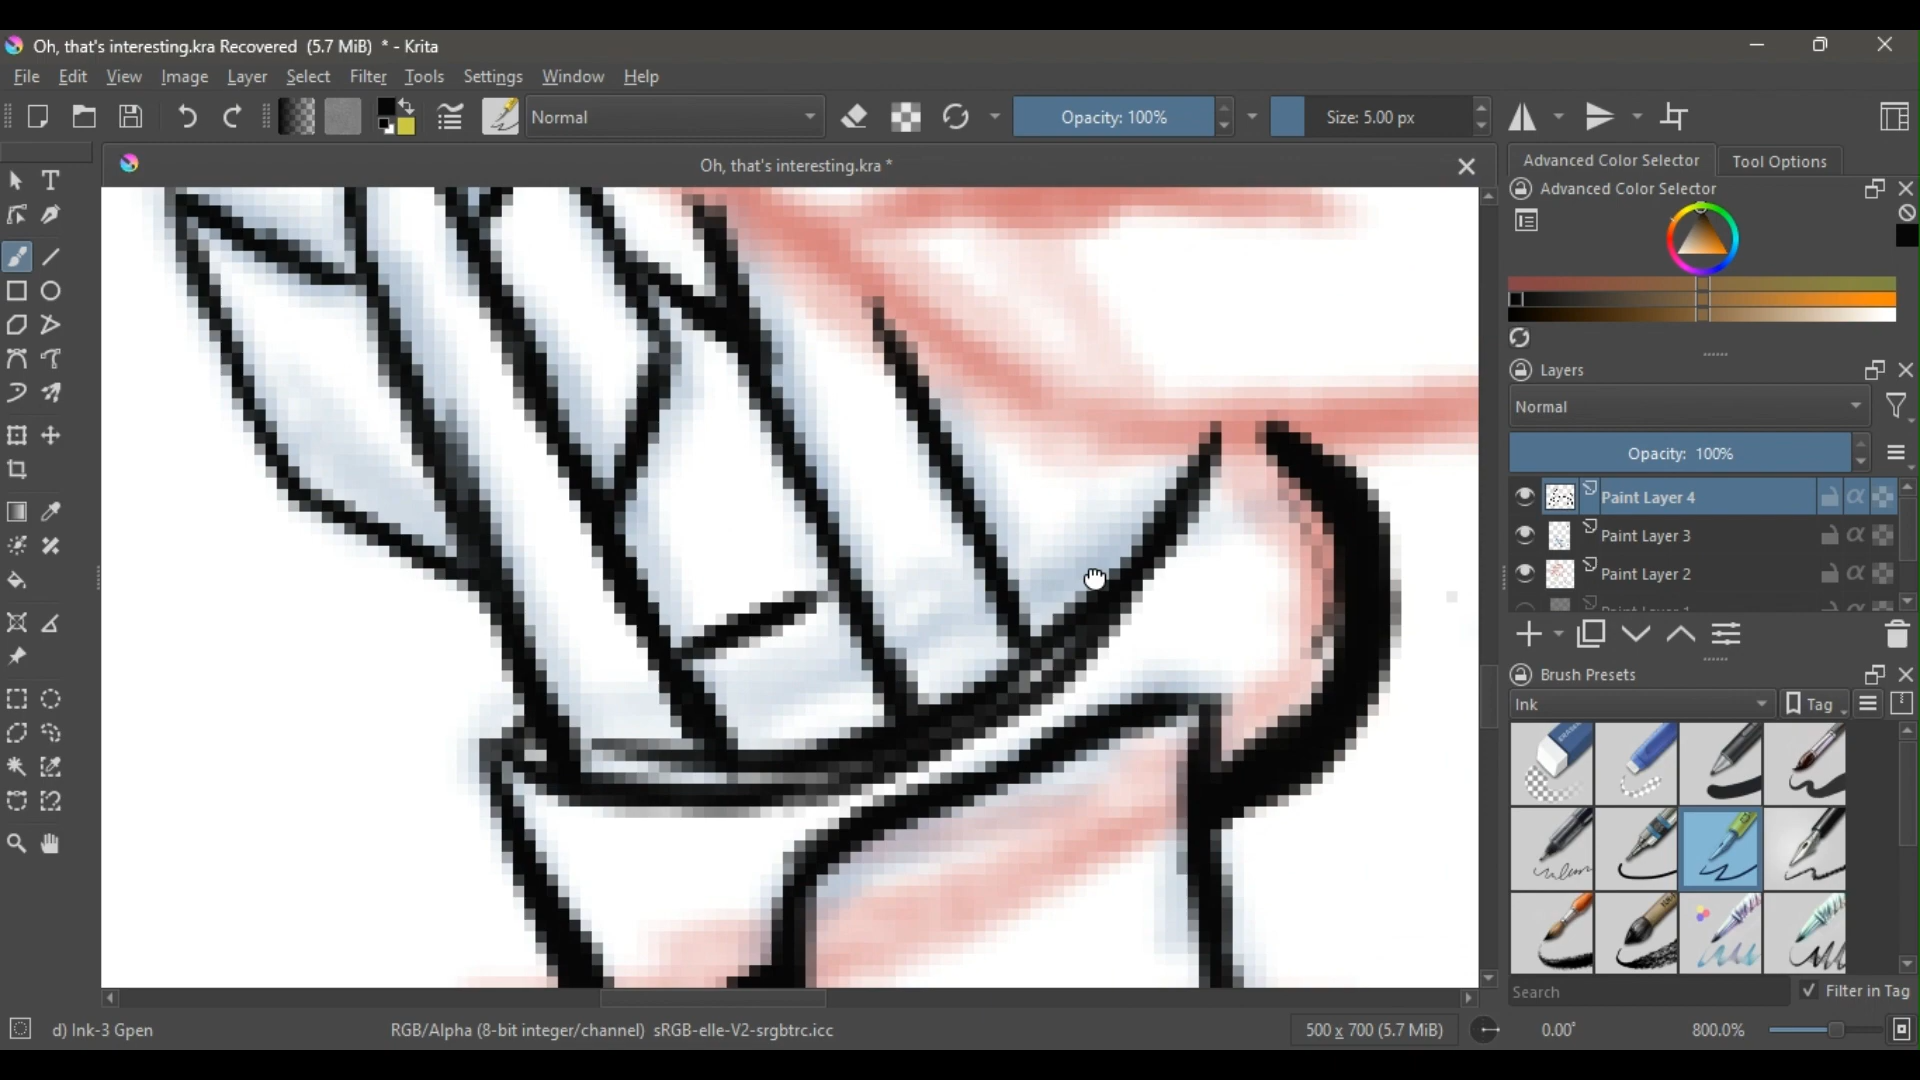 Oh, that's interesting.kra Recovered (5.7 MiB) * - Krita
File Edit View Image Layer Select Filter Tools Settings Window Help
Normal
Opacity: 100%
Size: 5.00 px
Oh, that's interesting.kra *
Advanced Color Selector
Tool Options
Advanced Color Selector
Layers
Normal
Opacity: 100%
Paint Layer 4
Paint Layer 3
Paint Layer 2
Paint Layer 1
Brush Presets
Ink
Tag
Search
Filter in Tag
d) Ink-3 Gpen
RGB/Alpha (8-bit integer/channel) sRGB-elle-V2-srgbtrc.icc
500 x 700 (5.7 MiB)
0.00°
800.0%